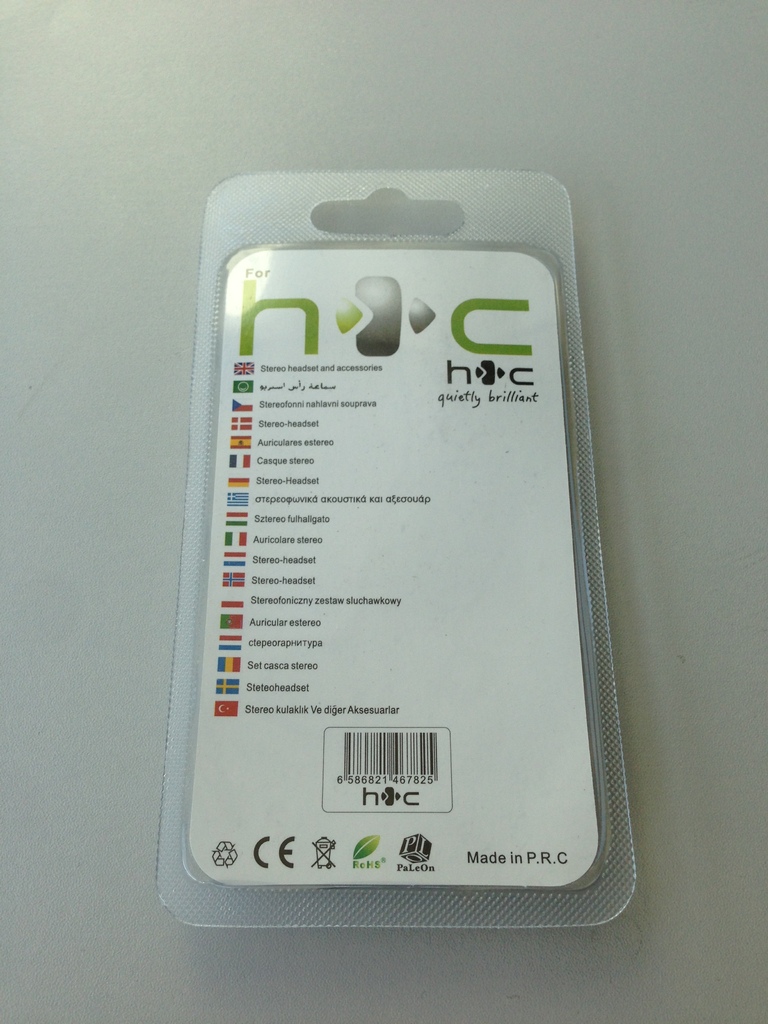 For
h c
Stereo headset and accessories
h c
سماعة رأس استريو
quietly brilliant
Stereofonni nahlavni souprava
Stereo-headset
Auriculares estereo
Casque stereo
Stereo-Headset
στερεοφωνικά ακουστικά και αξεσουάρ
Sztereo fulhallgato
Auricolare stereo
Stereo-headset
Stereo-headset
Stereofoniczny zestaw sluchawkowy
Auricular estereo
стереогарнитура
Set casca stereo
Steteoheadset
Stereo kulaklık Ve diğer Aksesuarlar
6 586821 467825
h c
CE
RoHS®
PaLeOn
Made in P.R.C